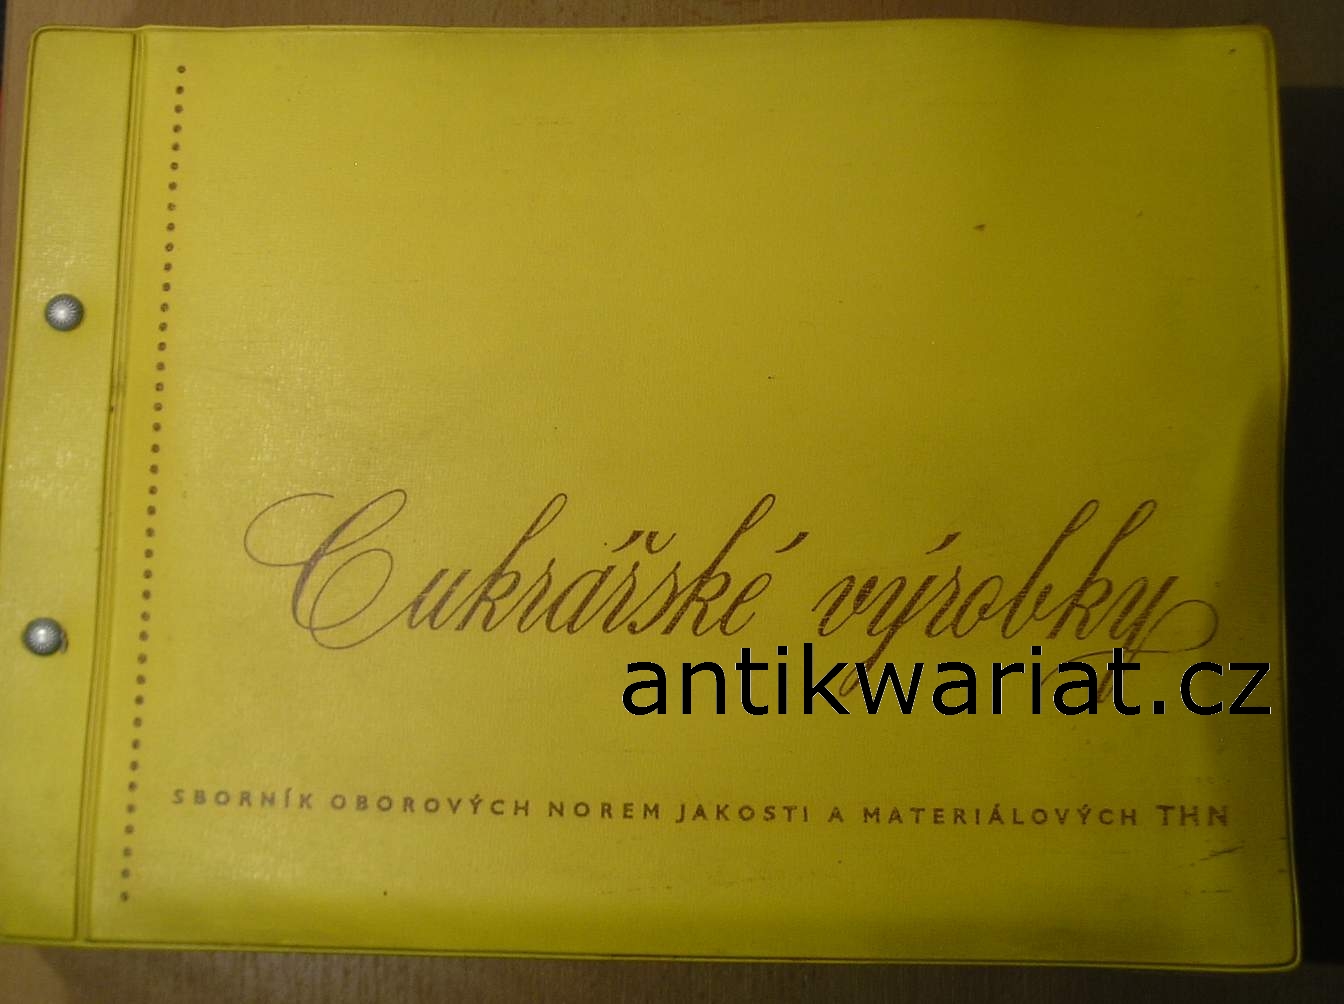 Cukrářské výrobky
antikwariat.cz
SBORNÍK OBOROVÝCH NOREM JAKOSTI A MATERIÁLOVÝCH THN